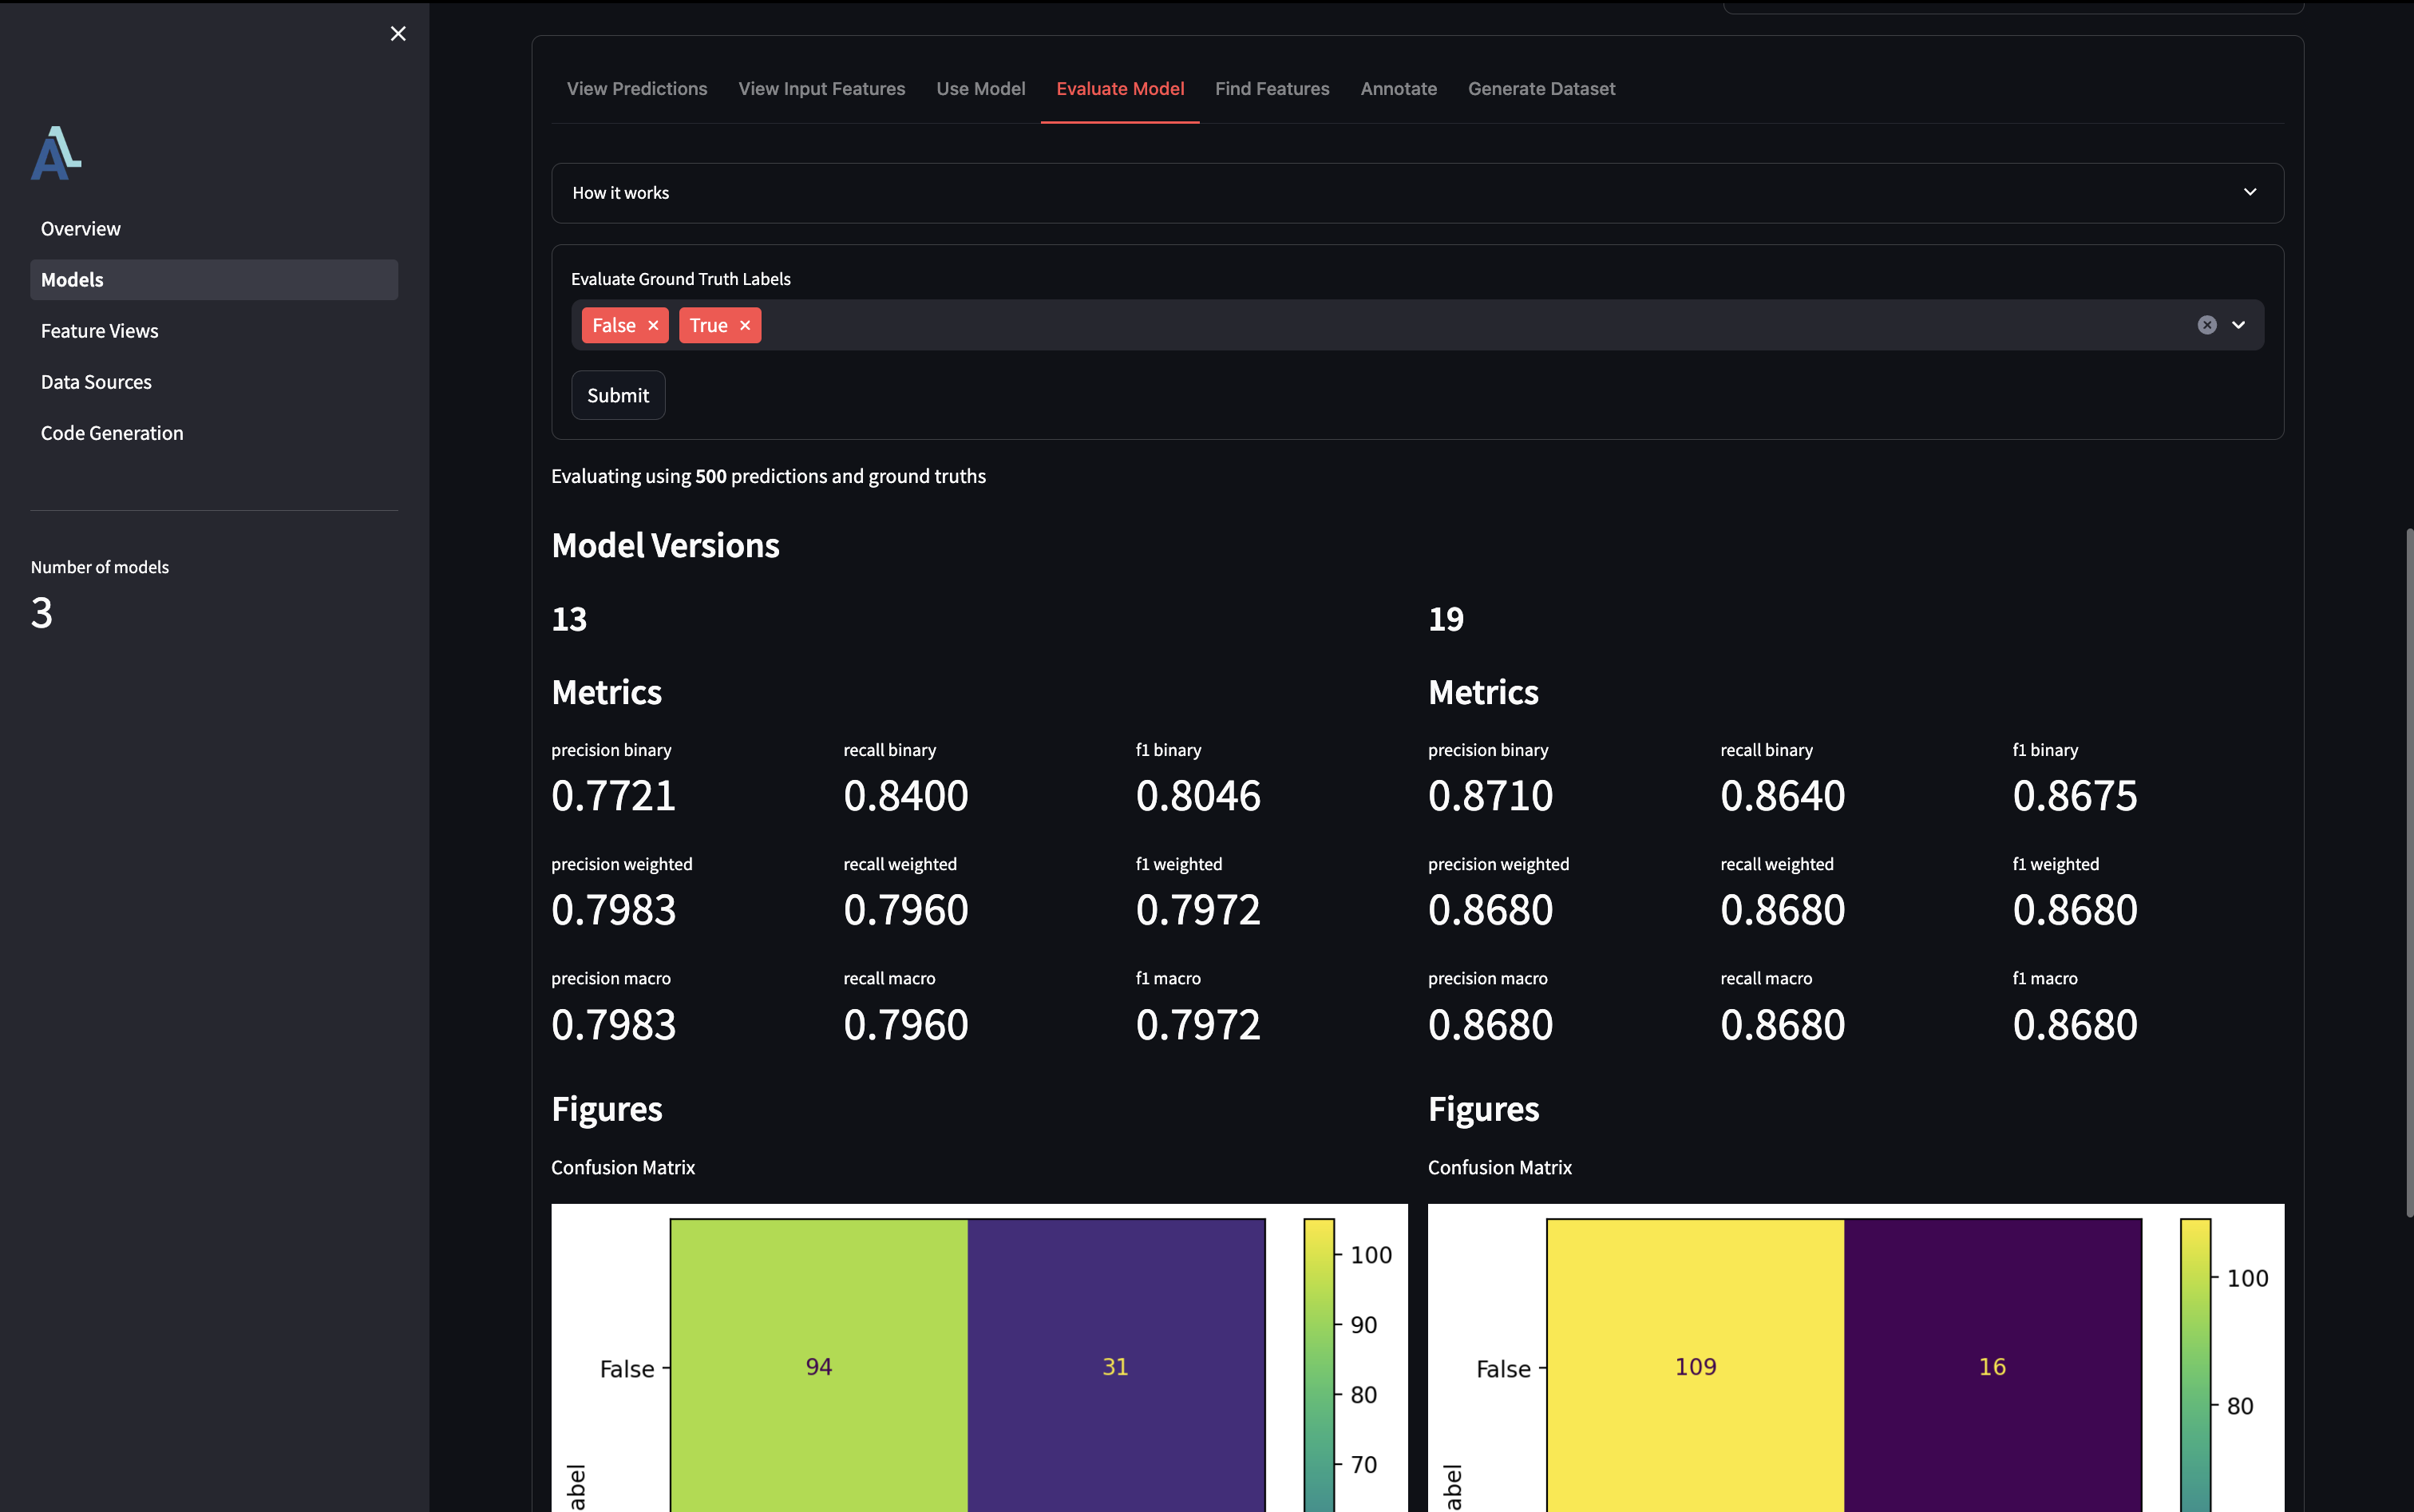 Overview
Models
Feature Views
Data Sources
Code Generation
Number of models
3
View Predictions View Input Features Use Model Evaluate Model Find Features Annotate Generate Dataset
How it works
Evaluate Ground Truth Labels
False True
Submit
Evaluating using 500 predictions and ground truths
Model Versions
13
Metrics
precision binary recall binary f1 binary
0.7721 0.8400 0.8046
precision weighted recall weighted f1 weighted
0.7983 0.7960 0.7972
precision macro recall macro f1 macro
0.7983 0.7960 0.7972
Figures
Confusion Matrix
100
90
False 94 31
80
70
19
Metrics
precision binary recall binary f1 binary
0.8710 0.8640 0.8675
precision weighted recall weighted f1 weighted
0.8680 0.8680 0.8680
precision macro recall macro f1 macro
0.8680 0.8680 0.8680
Figures
Confusion Matrix
100
False 109 16
80